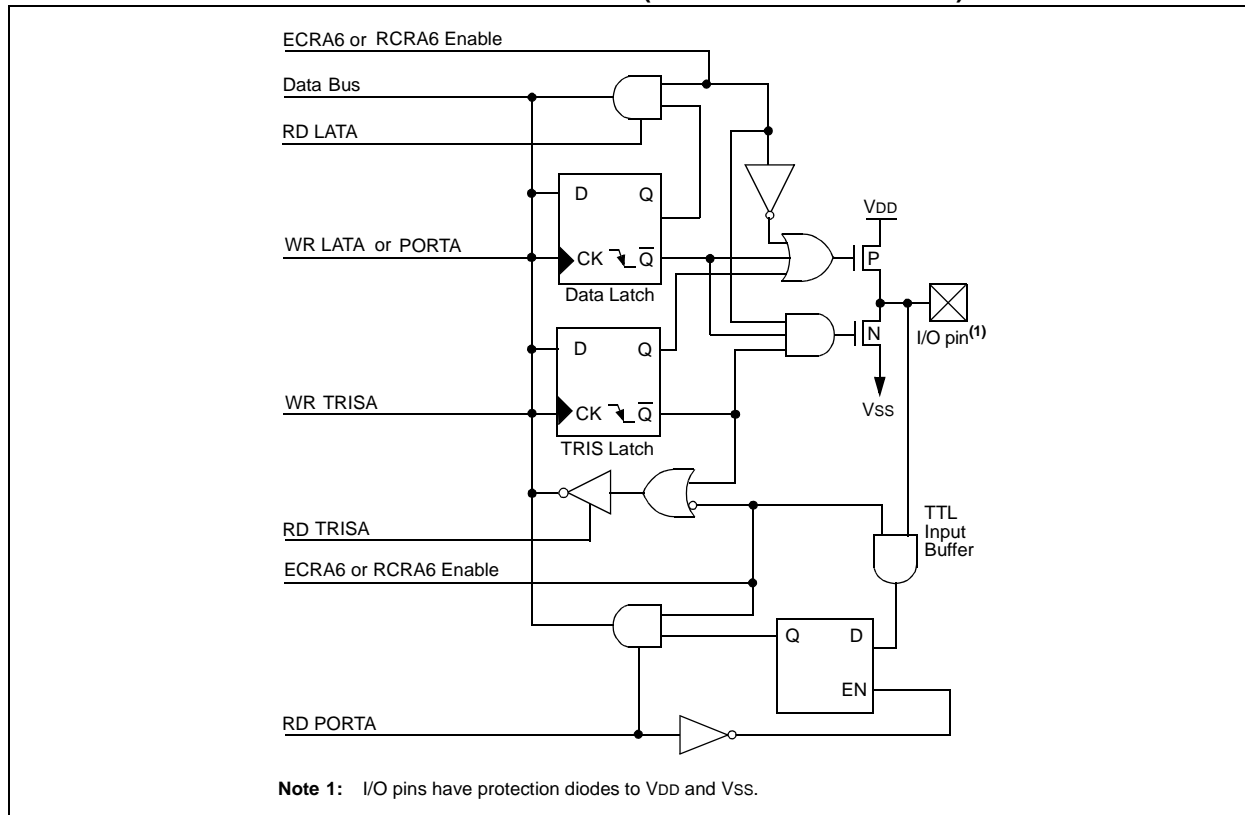 ECRA6 or RCRA6 Enable
Data Bus
RD LATA
D Q
VDD
WR LATA or PORTA
CK Q
P
Data Latch
N
I/O pin(1)
D Q
WR TRISA
CK Q
VSS
TRIS Latch
TTL
Input
Buffer
RD TRISA
ECRA6 or RCRA6 Enable
Q D
EN
RD PORTA
Note 1: I/O pins have protection diodes to VDD and VSS.